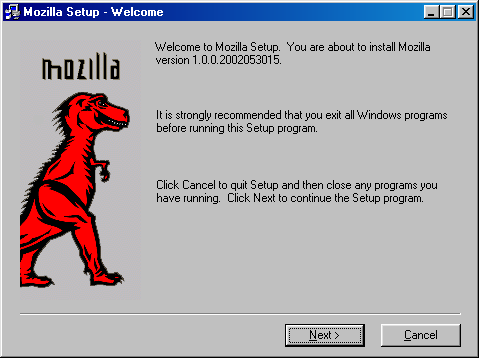 Mozilla Setup - Welcome
mozilla
Welcome to Mozilla Setup. You are about to install Mozilla
version 1.0.0.2002053015.
It is strongly recommended that you exit all Windows programs
before running this Setup program.
Click Cancel to quit Setup and then close any programs you
have running. Click Next to continue the Setup program.
Next >
Cancel